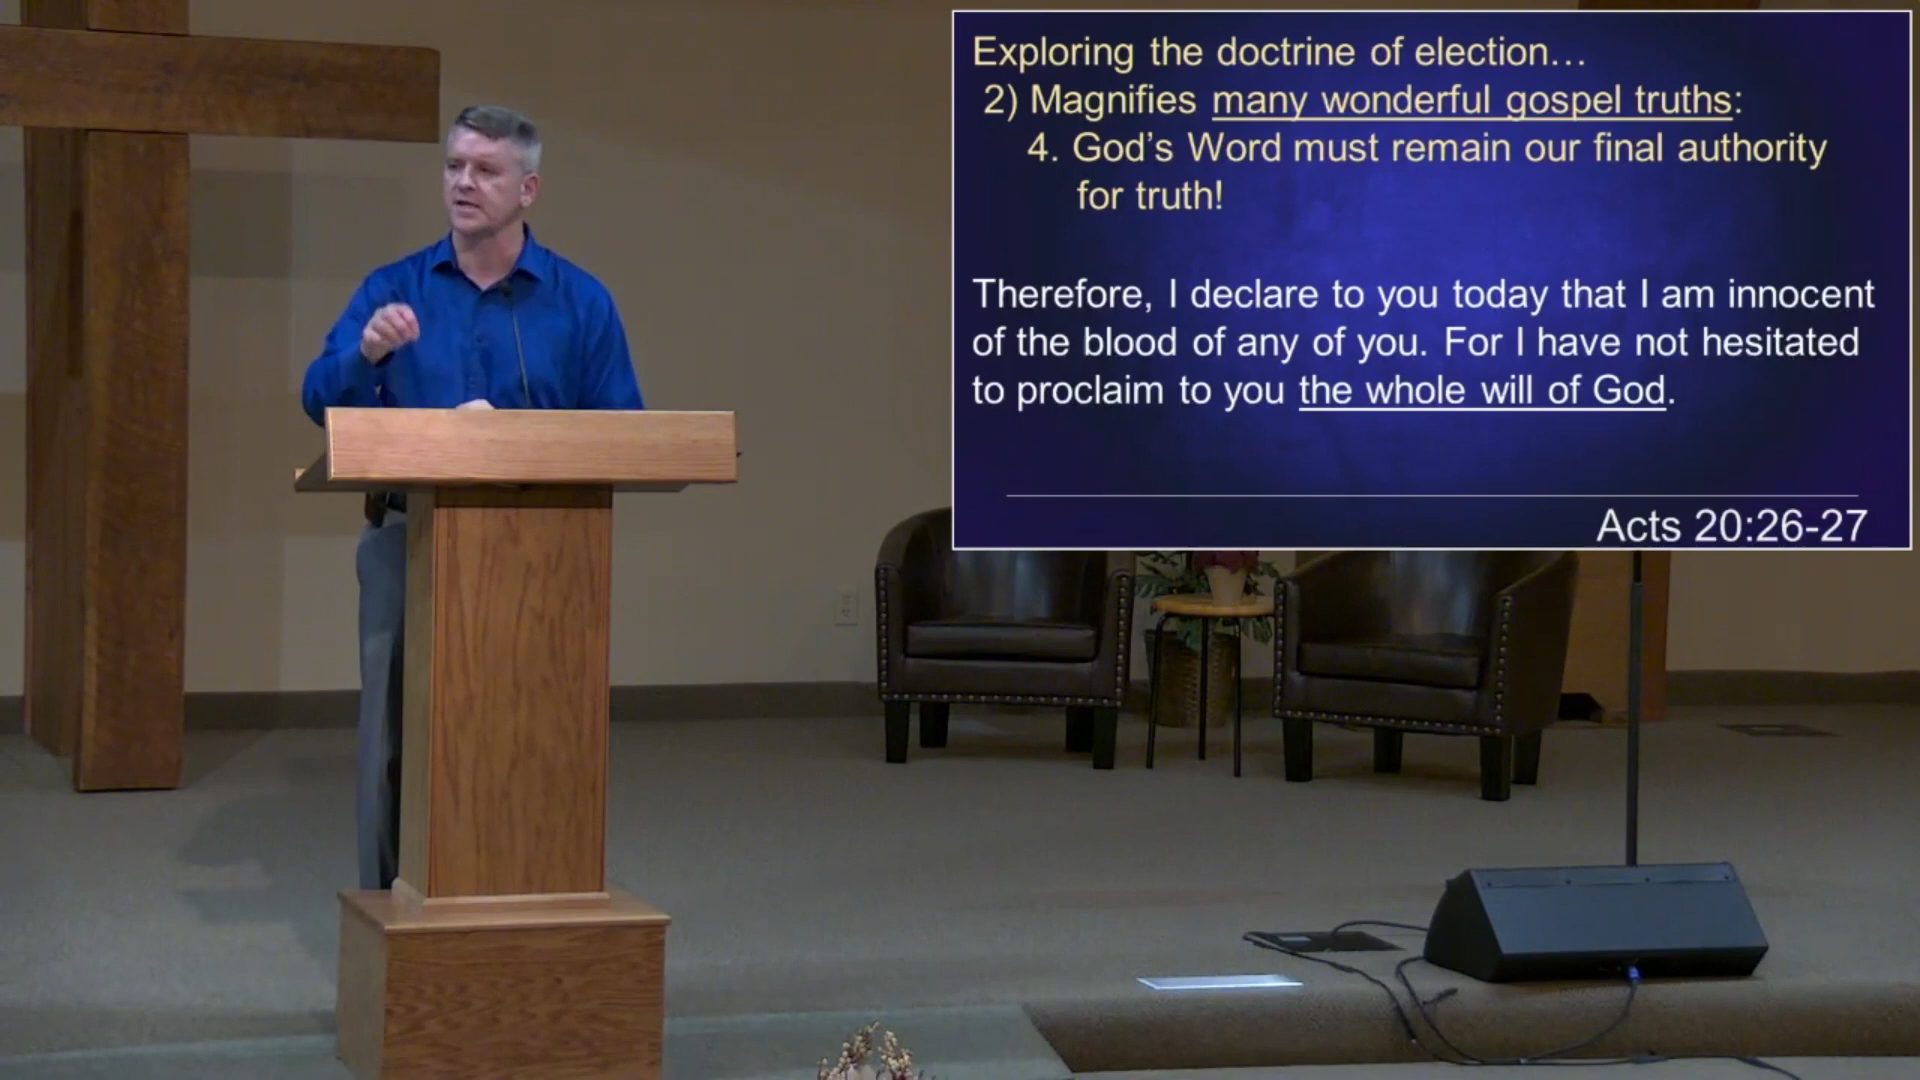 Exploring the doctrine of election…
2) Magnifies many wonderful gospel truths:
4. God’s Word must remain our final authority
for truth!
Therefore, I declare to you today that I am innocent
of the blood of any of you. For I have not hesitated
to proclaim to you the whole will of God.
Acts 20:26-27